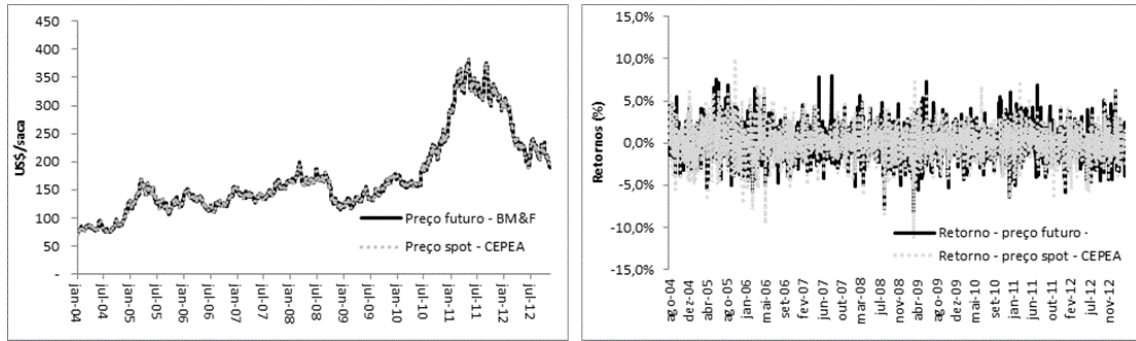 450
400
350
300
250
200
150
100
50
-
US$/saca
Preço futuro - BM&F
Preço spot - CEPEA
jan-04
jul-04
jan-05
jul-05
jan-06
jul-06
jan-07
jul-07
jan-08
jul-08
jan-09
jul-09
jan-10
jul-10
jan-11
jul-11
jan-12
jul-12
15,0%
10,0%
5,0%
0,0%
-5,0%
-10,0%
-15,0%
Retornos (%)
Retorno - preço futuro -
Retorno - preço spot - CEPEA
ago-04
dez-04
abr-05
ago-05
jan-06
mai-06
set-06
fev-07
jun-07
out-07
mar-08
jul-08
nov-08
abr-09
ago-09
dez-09
mai-10
set-10
jan-11
jun-11
out-11
fev-12
jul-12
nov-12